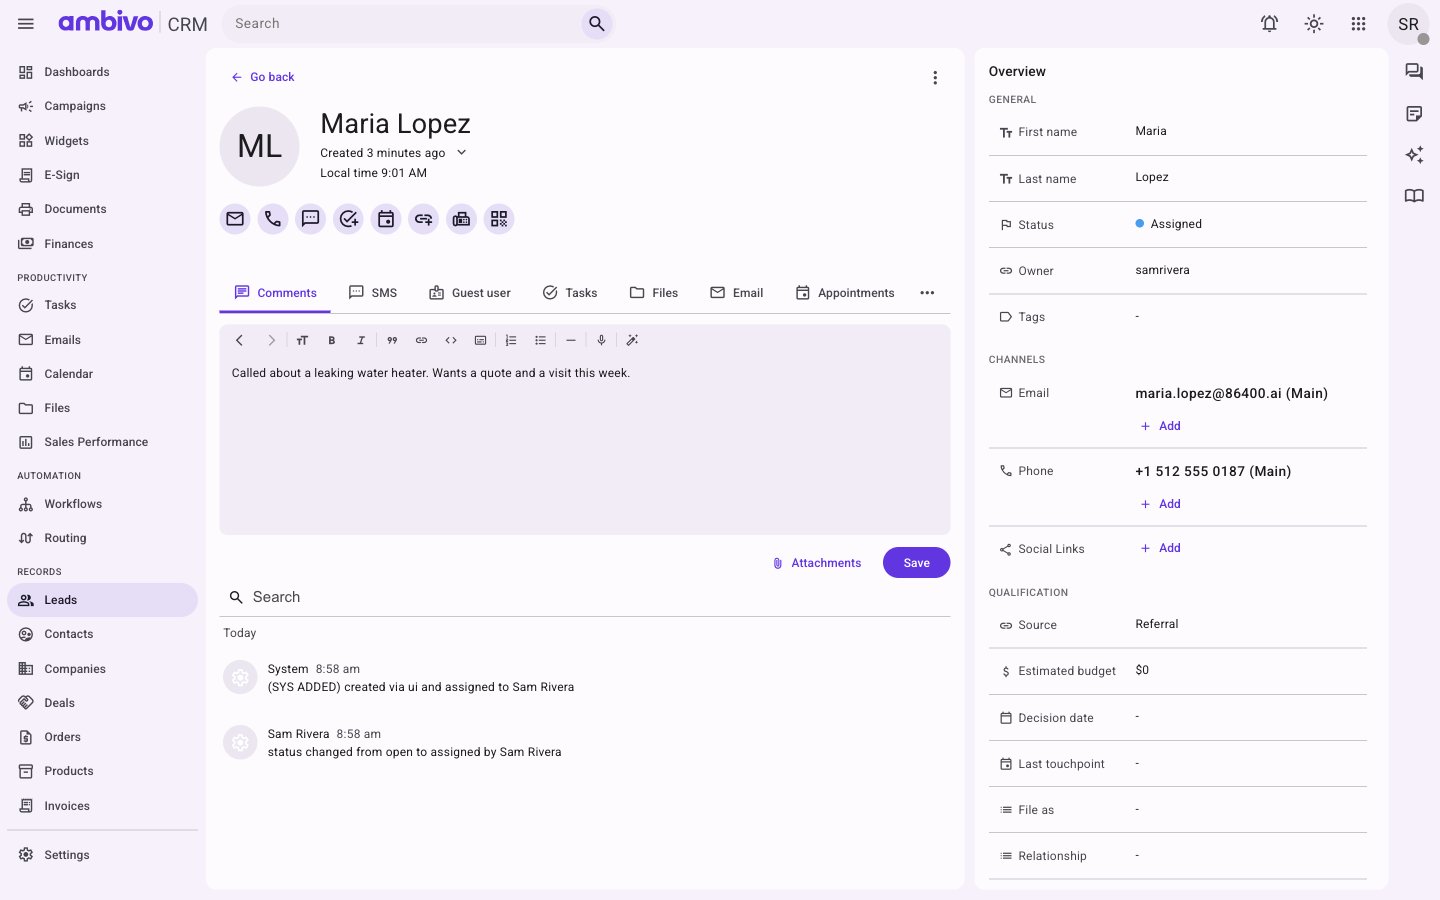 ambivo CRM
Search
SR
Dashboards
Campaigns
Widgets
E-Sign
Documents
Finances
PRODUCTIVITY
Tasks
Emails
Calendar
Files
Sales Performance
AUTOMATION
Workflows
Routing
RECORDS
Leads
Contacts
Companies
Deals
Orders
Products
Invoices
Settings
Go back
ML
Maria Lopez
Created 3 minutes ago
Local time 9:01 AM
Comments
SMS
Guest user
Tasks
Files
Email
Appointments
Called about a leaking water heater. Wants a quote and a visit this week.
Attachments
Save
Search
Today
System 8:58 am
(SYS ADDED) created via ui and assigned to Sam Rivera
Sam Rivera 8:58 am
status changed from open to assigned by Sam Rivera
Overview
GENERAL
First name Maria
Last name Lopez
Status Assigned
Owner samrivera
Tags -
CHANNELS
Email maria.lopez@86400.ai (Main)
+ Add
Phone +1 512 555 0187 (Main)
+ Add
Social Links + Add
QUALIFICATION
Source Referral
Estimated budget $0
Decision date -
Last touchpoint -
File as -
Relationship -